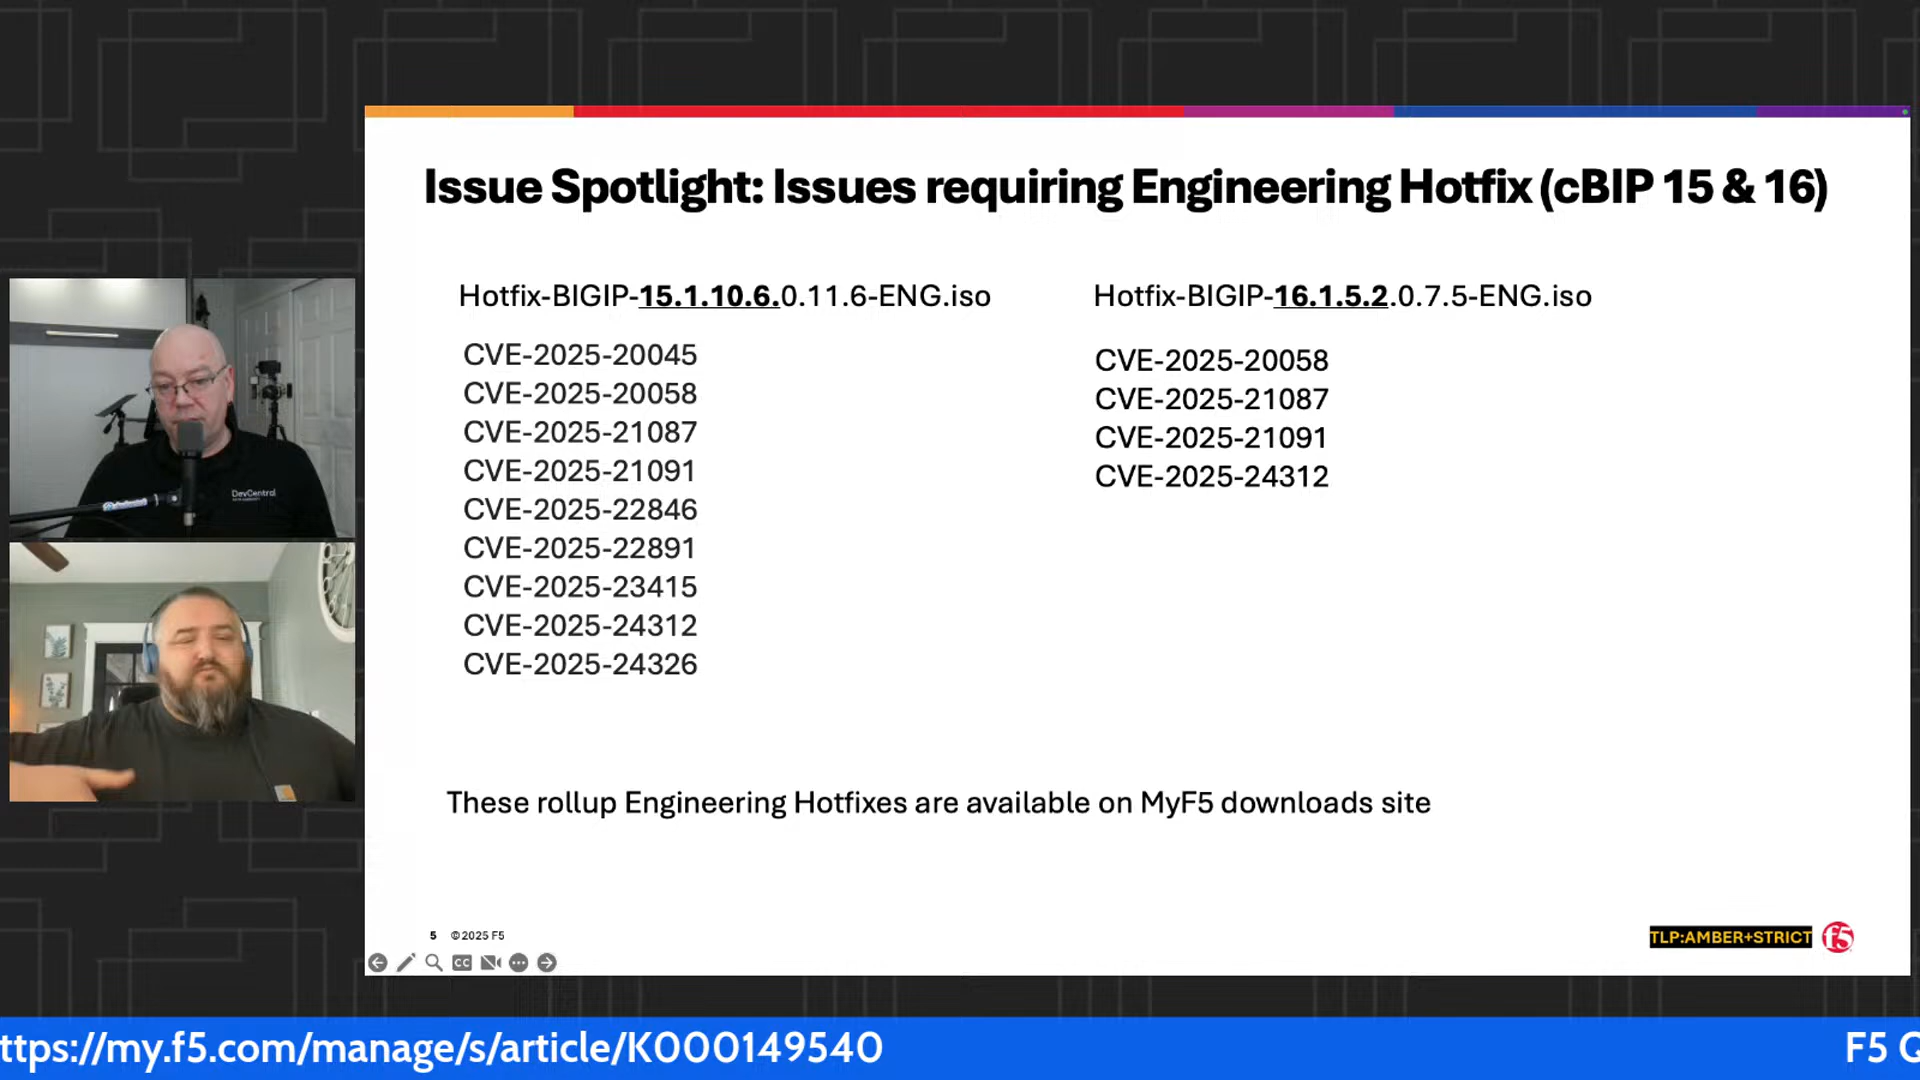 Issue Spotlight: Issues requiring Engineering Hotfix (cBIP 15 & 16)
Hotfix-BIGIP-15.1.10.6.0.11.6-ENG.iso
CVE-2025-20045
CVE-2025-20058
CVE-2025-21087
CVE-2025-21091
CVE-2025-22846
CVE-2025-22891
CVE-2025-23415
CVE-2025-24312
CVE-2025-24326
Hotfix-BIGIP-16.1.5.2.0.7.5-ENG.iso
CVE-2025-20058
CVE-2025-21087
CVE-2025-21091
CVE-2025-24312
These rollup Engineering Hotfixes are available on MyF5 downloads site
5 © 2025 F5
TLP:AMBER+STRICT
f5
CC
DevCentral
ttps://my.f5.com/manage/s/article/K000149540
F5 Q